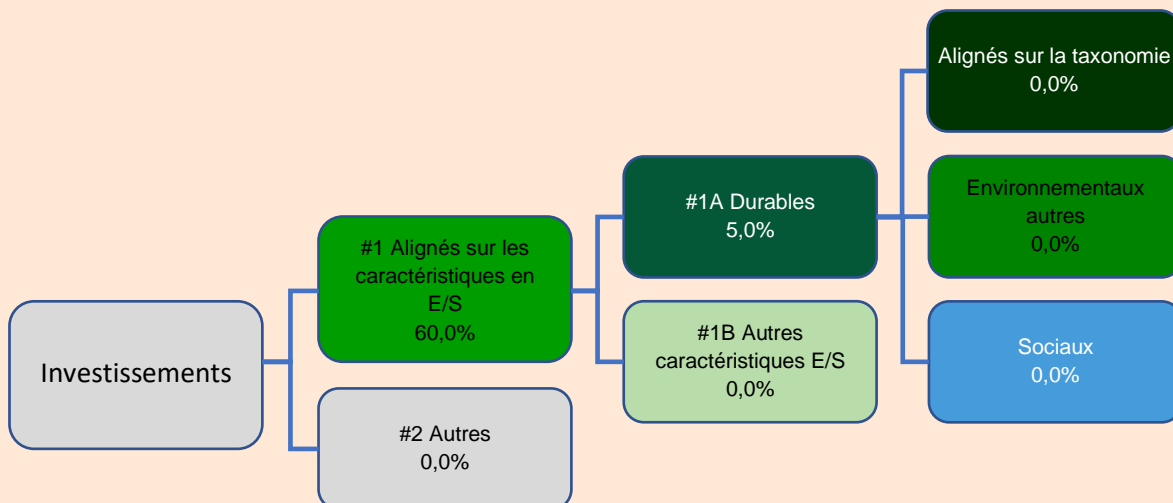 Investissements
#1 Alignés sur les
caractéristiques en
E/S
60,0%
#2 Autres
0,0%
#1A Durables
5,0%
#1B Autres
caractéristiques E/S
0,0%
Alignés sur la taxonomie
0,0%
Environnementaux
autres
0,0%
Sociaux
0,0%